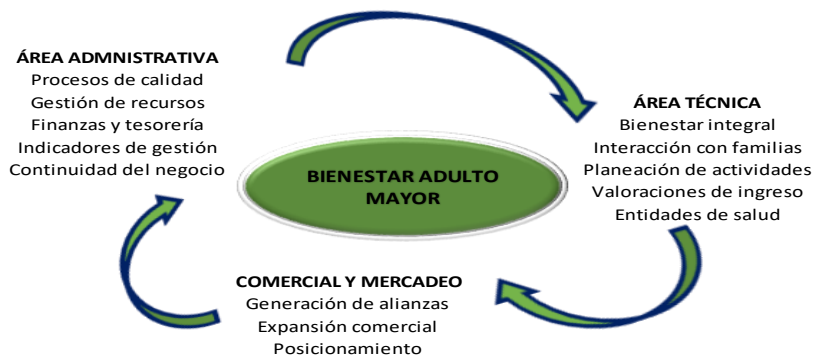 ÁREA ADMNISTRATIVA
Procesos de calidad
Gestión de recursos
Finanzas y tesorería
Indicadores de gestión
Continuidad del negocio
ÁREA TÉCNICA
Bienestar integral
Interacción con familias
Planeación de actividades
Valoraciones de ingreso
Entidades de salud
BIENESTAR ADULTO
MAYOR
COMERCIAL Y MERCADEO
Generación de alianzas
Expansión comercial
Posicionamiento